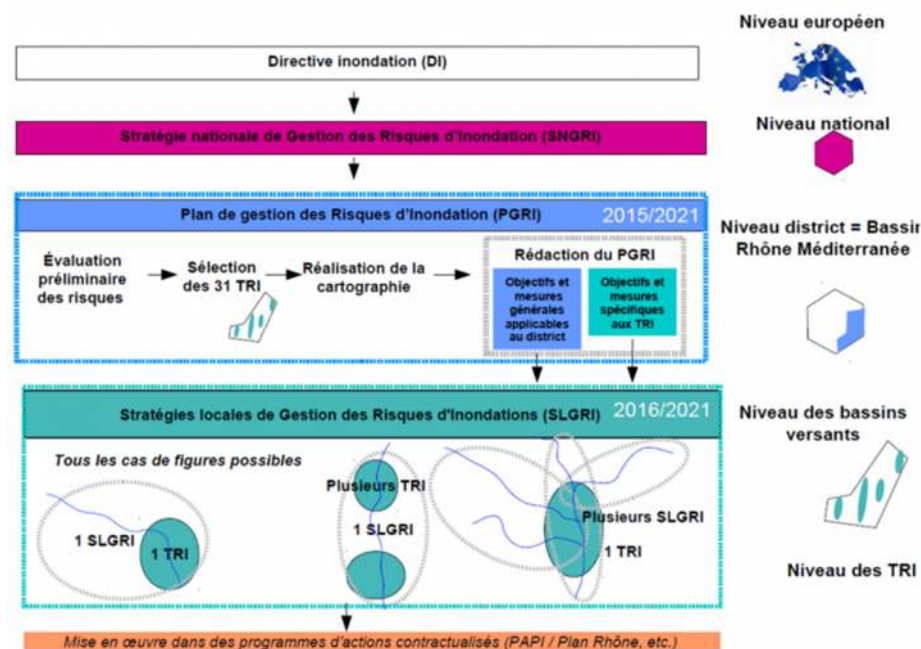 Niveau européen
Directive inondation (DI)
Stratégie nationale de Gestion des Risques d'Inondation (SNGRI)
Niveau national
Plan de gestion des Risques d'Inondation (PGRI)
2015/2021
Niveau district = Bassin
Rhône Méditerranée
Évaluation
préliminaire
des risques
Sélection
des 31 TRI
Réalisation de la
cartographie
Rédaction du PGRI
Objectifs et
mesures
générales
applicables
au district
Objectifs et
mesures
spécifiques
aux TRI
Stratégies locales de Gestion des Risques d'Inondations (SLGRI)
2016/2021
Niveau des bassins
versants
Tous les cas de figures possibles
1 SLGRI
1 TRI
Plusieurs TRI
1 SLGRI
Plusieurs SLGRI
1 TRI
Niveau des TRI
Mise en œuvre dans des programmes d'actions contractualisés (PAPI / Plan Rhône, etc.)